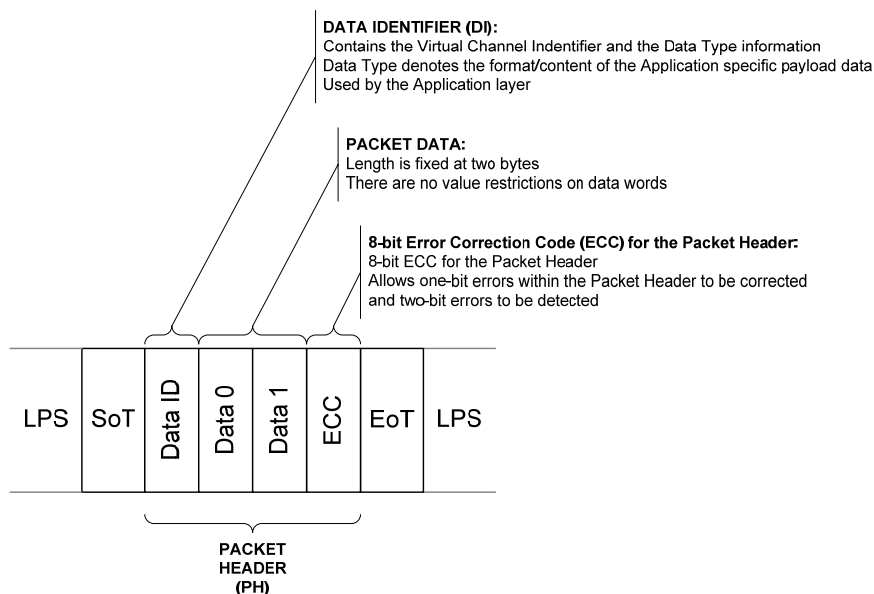 DATA IDENTIFIER (DI):
Contains the Virtual Channel Indentifier and the Data Type information
Data Type denotes the format/content of the Application specific payload data
Used by the Application layer
PACKET DATA:
Length is fixed at two bytes
There are no value restrictions on data words
8-bit Error Correction Code (ECC) for the Packet Header:
8-bit ECC for the Packet Header
Allows one-bit errors within the Packet Header to be corrected
and two-bit errors to be detected
LPS
SoT
Data ID
Data 0
Data 1
ECC
EoT
LPS
PACKET
HEADER
(PH)